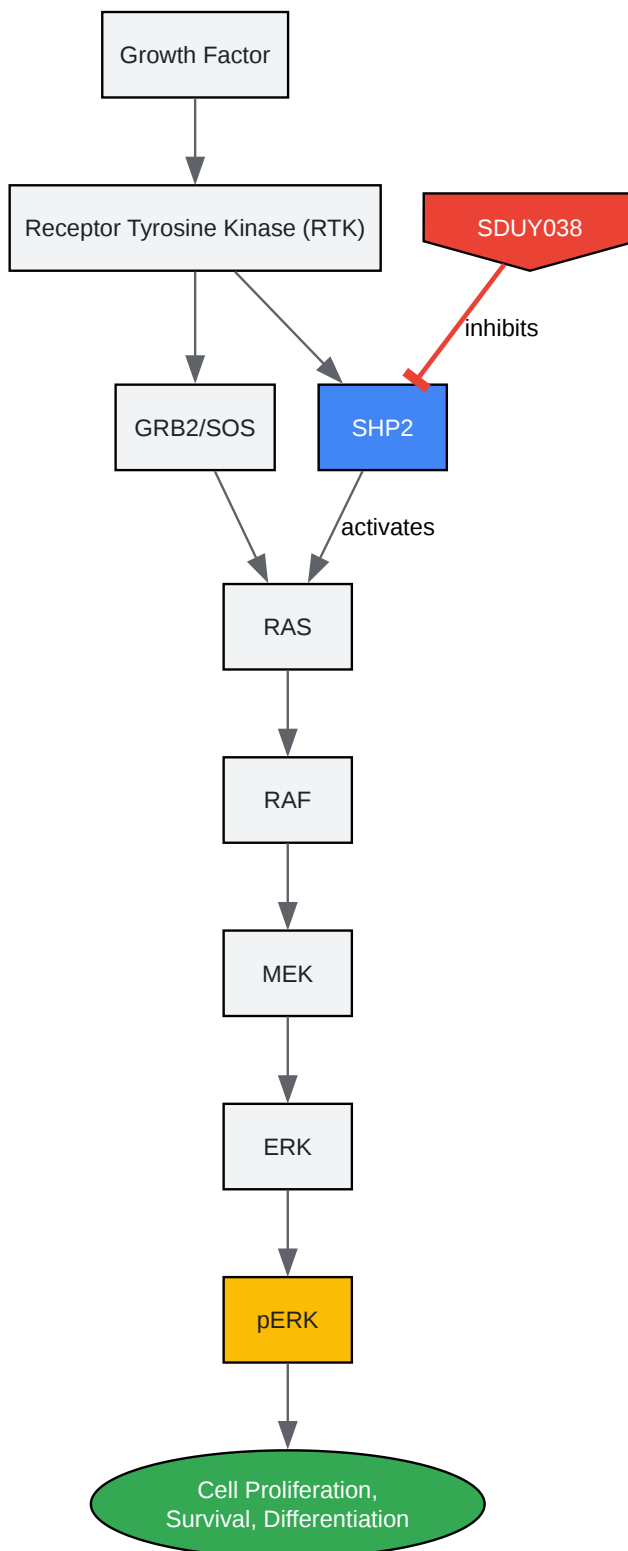 Growth Factor
Receptor Tyrosine Kinase (RTK)
SDUY038
inhibits
GRB2/SOS
SHP2
activates
RAS
RAF
MEK
ERK
pERK
Cell Proliferation,
Survival, Differentiation